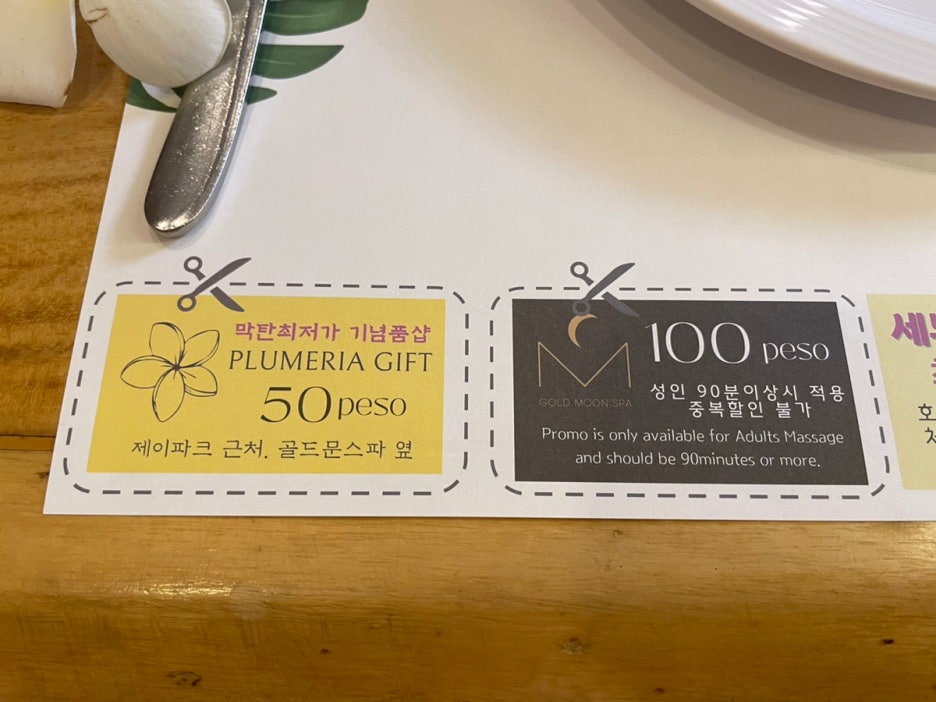 막탄최저가 기념품샵
PLUMERIA GIFT
50 peso
제이파크 근처, 골드문스파 옆
100 peso
GOLD MOON SPA
성인 90분이상시 적용
중복할인 불가
Promo is only available for Adults Massage
and should be 90minutes or more.